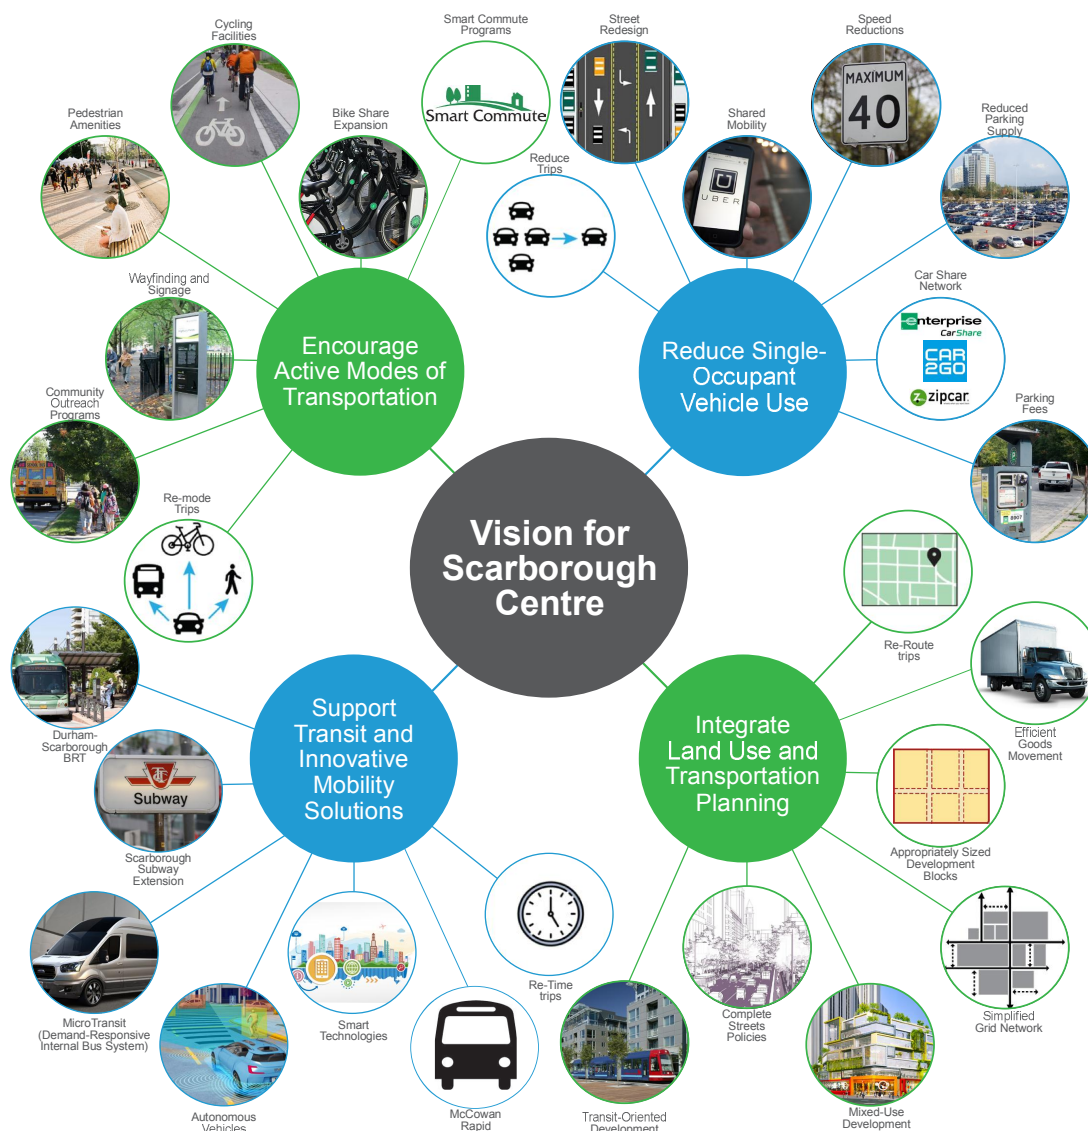 Cycling
Facilities
Smart Commute
Programs
Street
Redesign
Speed
Reductions
Pedestrian
Amenities
Bike Share
Expansion
Smart Commute
Reduce
Trips
Shared
Mobility
UBER
MAXIMUM
40
Reduced
Parking
Supply
Wayfinding and
Signage
Encourage
Active Modes of
Transportation
Reduce Single-
Occupant
Vehicle Use
Car Share
Network
enterprise
CarShare
CAR
2GO
zipcar
Community
Outreach
Programs
Parking
Fees
Re-mode
Trips
Vision for
Scarborough
Centre
Re-Route
trips
Durham-
Scarborough
BRT
Support
Transit and
Innovative
Mobility
Solutions
Integrate
Land Use and
Transportation
Planning
Efficient
Goods
Movement
TTC
Subway
Scarborough
Subway
Extension
Appropriately Sized
Development
Blocks
MicroTransit
(Demand-Responsive
Internal Bus System)
Smart
Technologies
Re-Time
trips
Complete
Streets
Policies
Simplified
Grid Network
Autonomous
Vehicles
McCowan
Rapid
Transit-Oriented
Development
Mixed-Use
Development